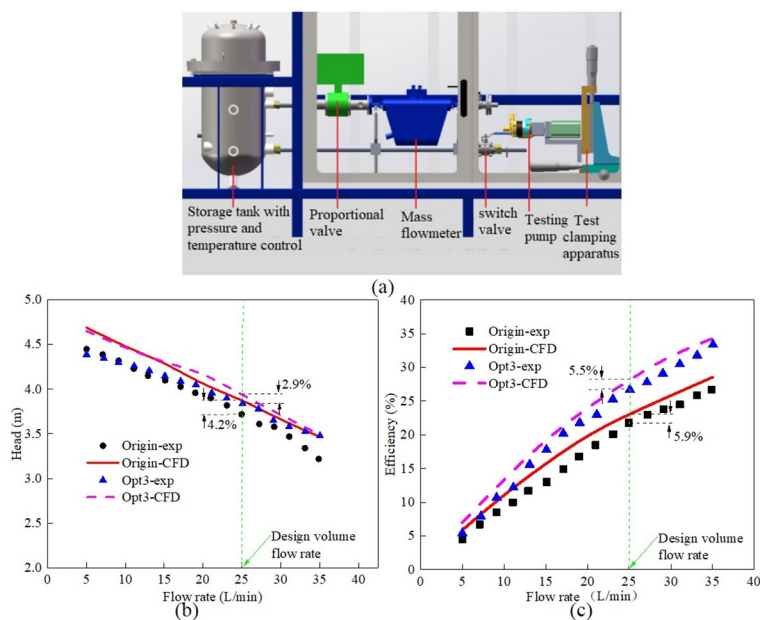 Storage tank with
pressure and
temperature control
Proportional
valve
Mass
flowmeter
switch
valve
Testing
pump
Test
clamping
apparatus
(a)
5.0
4.5
4.0
3.5
3.0
2.5
2.0
Head (m)
2.9%
4.2%
Origin-exp
Origin-CFD
Opt3-exp
Opt3-CFD
Design volume
flow rate
0 5 10 15 20 25 30 35 40
Flow rate (L/min)
(b)
40
35
30
25
20
15
10
5
0
Efficiency (%)
Origin-exp
Origin-CFD
Opt3-exp
Opt3-CFD
5.5%
5.9%
Design volume
flow rate
0 5 10 15 20 25 30 35 40
Flow rate (L/min)
(c)